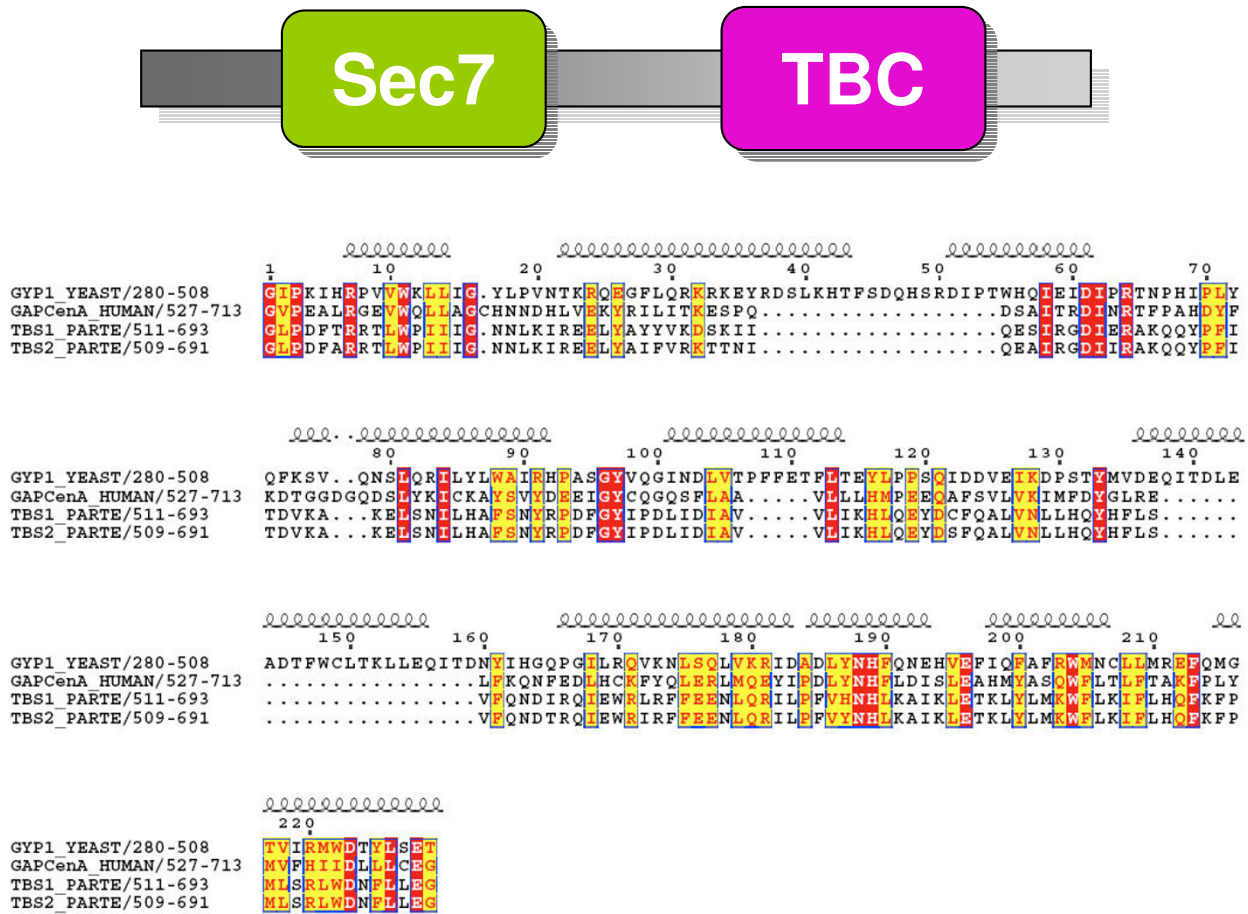 Sec7 TBC
1 10 20 30 40 50 60 70
GYP1_YEAST/280-508 GIPKIHRPVVWKLLIG.YLPVNTKRQEGFLQRKRKEYRDSLKHTFSDQHSRDIPTWHQIEIDIPRTNPHIPLY
GAPCenA_HUMAN/527-713 GVPEALRGEVWQLLAGCHNNDHLVEKYRILITKESPQ..................DSAITRDINRTFPAHDYF
TBS1_PARTE/511-693 GLPDFTRRTLWPIIIG.NNLKIREELYAYYVKDSKII..................QESIRGDIERAKQQYPFI
TBS2_PARTE/509-691 GLPDFARRTLWPIIIG.NNLKIREELYAIFVRKTTNI..................QEAIRGDIIRAKQQYPFI
80 90 100 110 120 130 140
GYP1_YEAST/280-508 QFKSV..QNSLQRILYLWAIRHPASGYVQGINDLVTPFFETFLTEYLPPSQIDDVEIKDPSTYMVDEQITDLE
GAPCenA_HUMAN/527-713 KDTGGDGQDSLYKICKAYSVYDEEIGYCQGQSFLAA.....VLLLHMPEEQAFSVLVKIMFDYGLRE......
TBS1_PARTE/511-693 TDVKA...KELSNILHAFSNYRPDFGYIPDLIDIAV.....VLIKHLQEYDCFQALVNLLHQYHFLS......
TBS2_PARTE/509-691 TDVKA...KELSNILHAFSNYRPDFGYIPDLIDIAV.....VLIKHLQEYDSFQALVNLLHQYHFLS......
150 160 170 180 190 200 210
GYP1_YEAST/280-508 ADTFWCLTKLLEQITDNYIHGQPGILRQVKNLSQLVKRIDADLYNHFQNEHVEFIQFAFRWMNCLLMREFQMG
GAPCenA_HUMAN/527-713 ................LFKQNFEDLHCKFYQLERLMQEYIPDLYNHFLDISLEAHMYASQWFLTLFTAKFPLY
TBS1_PARTE/511-693 ................VFQNDIRQIEWRLRFFEENLQRILPFVHNHLKAIKLETKLYLMKWFLKIFLHQFKFP
TBS2_PARTE/509-691 ................VFQNDTRQIEWRIRFFEENLQRILPFVYNHLKAIKLETKLYLMKWFLKIFLHQFKFP
220
GYP1_YEAST/280-508 TVIRMWDTYLSET
GAPCenA_HUMAN/527-713 MVFHIIDLLLCEG
TBS1_PARTE/511-693 MLSRLWDNFLLEG
TBS2_PARTE/509-691 MLSRLWDNFLLEG